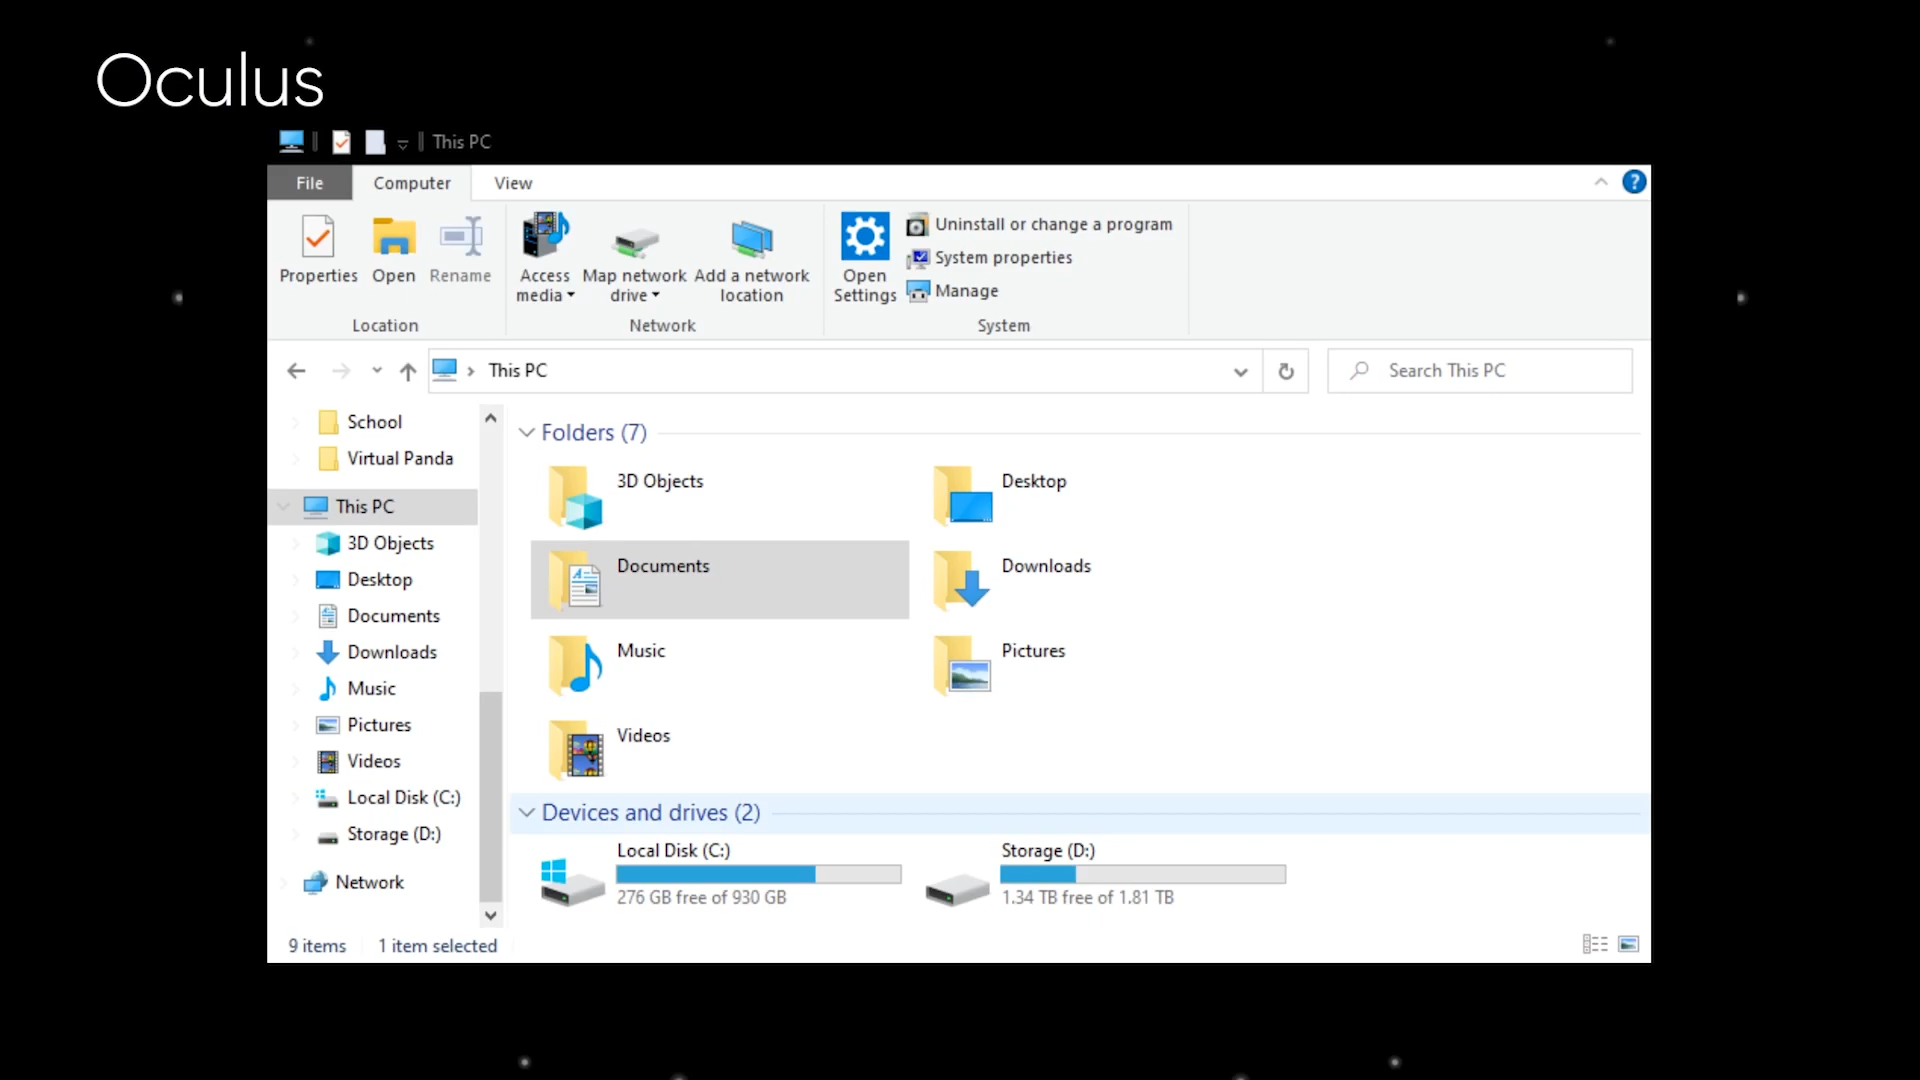 Oculus
This PC
File Computer View
Properties Open Rename
Access media Map network drive Add a network location
Open Settings
Uninstall or change a program
System properties
Manage
Location Network System
This PC
Search This PC
School
Virtual Panda
This PC
3D Objects
Desktop
Documents
Downloads
Music
Pictures
Videos
Local Disk (C:)
Storage (D:)
Network
Folders (7)
3D Objects
Desktop
Documents
Downloads
Music
Pictures
Videos
Devices and drives (2)
Local Disk (C:)
276 GB free of 930 GB
Storage (D:)
1.34 TB free of 1.81 TB
9 items 1 item selected